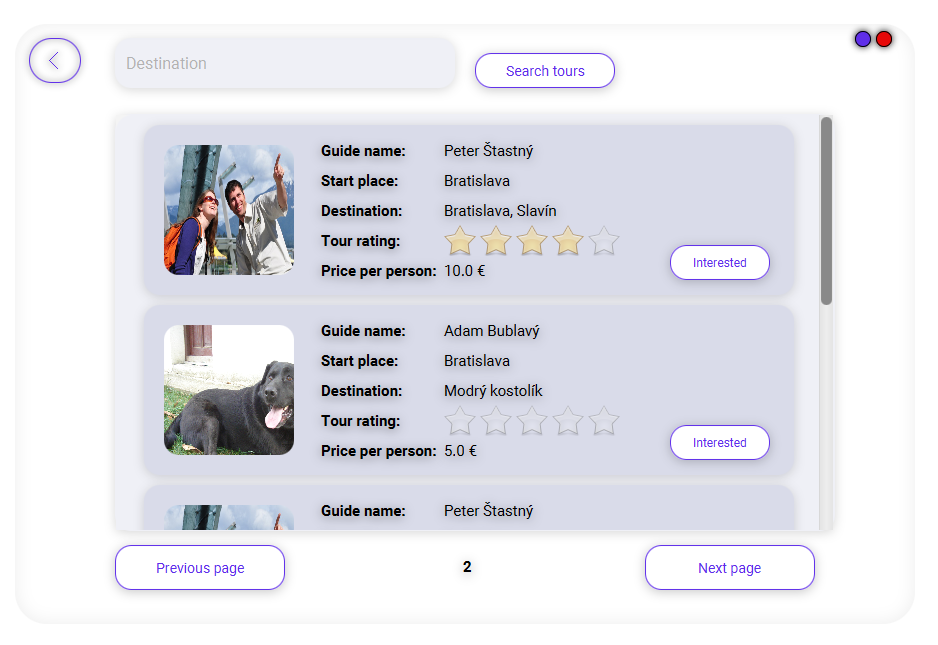 Destination
Search tours
Guide name: Peter Štastný
Start place: Bratislava
Destination: Bratislava, Slavín
Tour rating:
Price per person: 10.0 €
Interested
Guide name: Adam Bublavý
Start place: Bratislava
Destination: Modrý kostolík
Tour rating:
Price per person: 5.0 €
Interested
Guide name: Peter Štastný
Previous page
2
Next page